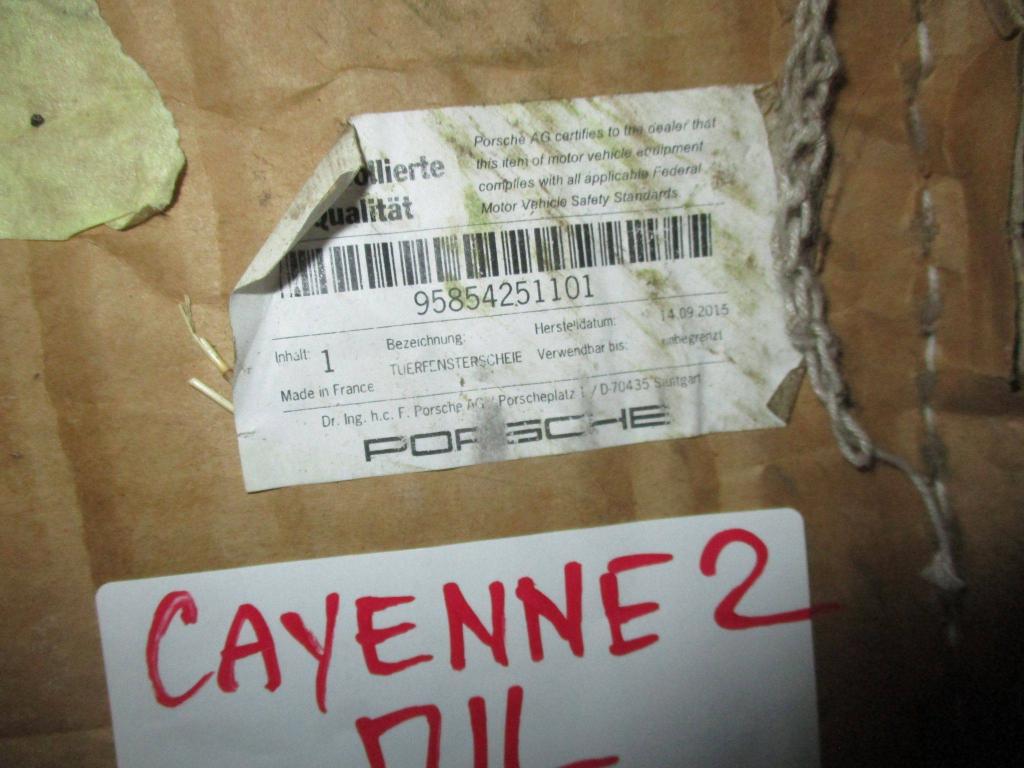 ollierte
Qualität
Porsche AG certifies to the dealer that
this item of motor vehicle equipment
complies with all applicable Federal
Motor Vehicle Safety Standards
95854251101
Inhalt: 1
Made in France
Bezeichnung:
TUERFENSTERSCHEIE
Herstelldatum: 14.09.2015
Verwendbar bis: unbegrenzt
Dr. Ing. h.c. F. Porsche AG / Porscheplatz 1 / D-70435 Stuttgart
PORSCHE
CAYENNE 2